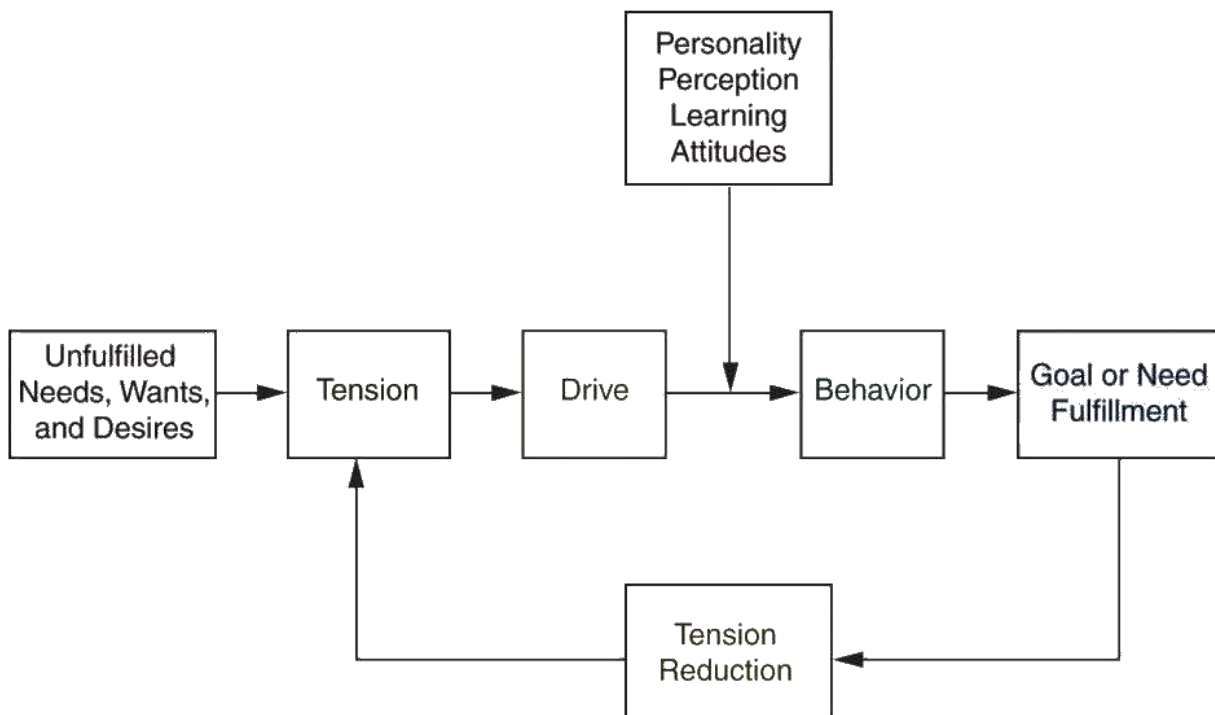 Personality
Perception
Learning
Attitudes
Unfulfilled
Needs, Wants,
and Desires
Tension
Drive
Behavior
Goal or Need
Fulfillment
Tension
Reduction